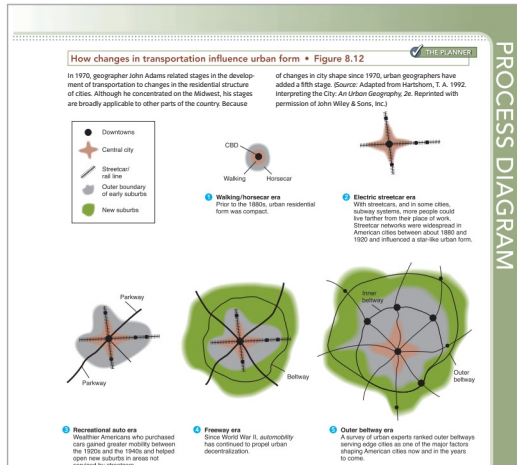 THE PLANNER
PROCESS DIAGRAM
How changes in transportation influence urban form • Figure 8.12
In 1970, geographer John Adams related stages in the develop-
ment of transportation to changes in the residential structure
of cities. Although he concentrated on the Midwest, his stages
are broadly applicable to other parts of the country. Because
of changes in city shape since 1970, urban geographers have
added a fifth stage. (Source: Adapted from Hartshorn, T. A. 1992.
Interpreting the City: An Urban Geography, 2e. Reprinted with
permission of John Wiley & Sons, Inc.)
Downtowns
Central city
Streetcar/
rail line
Outer boundary
of early suburbs
New suburbs
CBD
Walking
Horsecar
1 Walking/horsecar era
Prior to the 1880s, urban residential
form was compact.
2 Electric streetcar era
With streetcars, and in some cities,
subway systems, more people could
live farther from their place of work.
Streetcar networks were widespread in
American cities between about 1880 and
1920 and influenced a star-like urban form.
Parkway
Parkway
Beltway
Inner
beltway
Outer
beltway
3 Recreational auto era
Wealthier Americans who purchased
cars gained greater mobility between
the 1920s and the 1940s and helped
open new suburbs in areas not
4 Freeway era
Since World War II, automobility
has continued to propel urban
decentralization.
5 Outer beltway era
A survey of urban experts ranked outer beltways
serving edge cities as one of the major factors
shaping American cities now and in the years
to come.